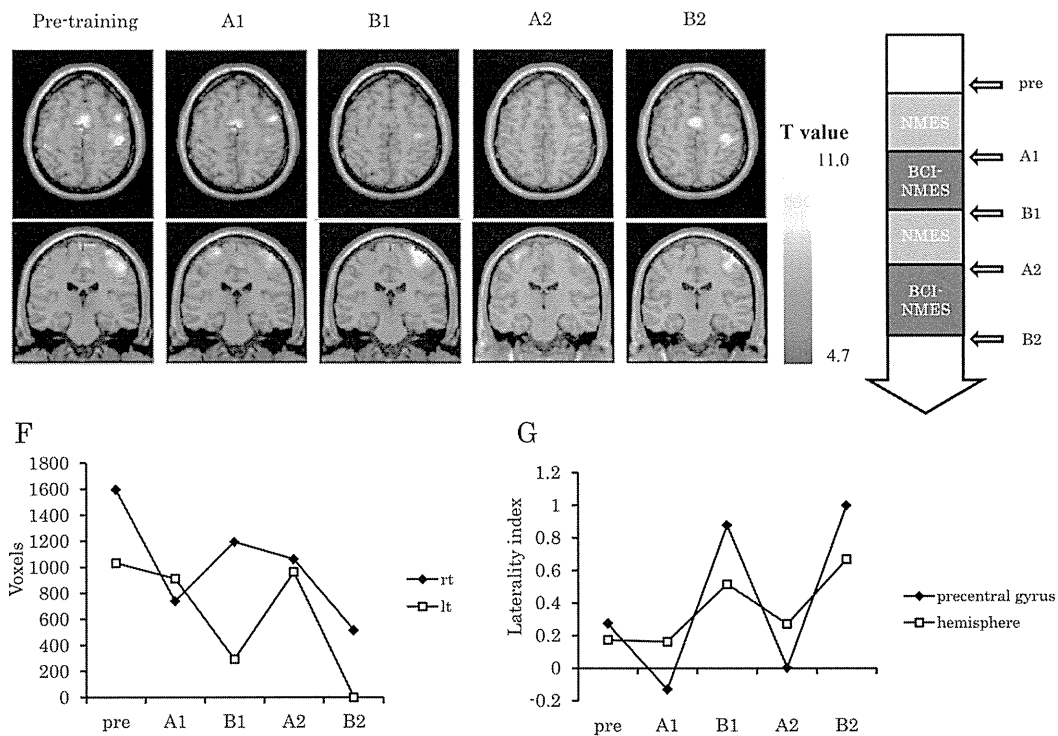 Pre-training A1 B1 A2 B2
T value
11.0
4.7
pre
NMES
A1
BCI-
NMES
B1
NMES
A2
BCI-
NMES
B2
F
1800
1600
1400
1200
1000
800
600
400
200
0
Voxels
pre A1 B1 A2 B2
rt
lt
G
1.2
1
0.8
0.6
0.4
0.2
0
-0.2
Laterality index
pre A1 B1 A2 B2
precentral gyrus
hemisphere